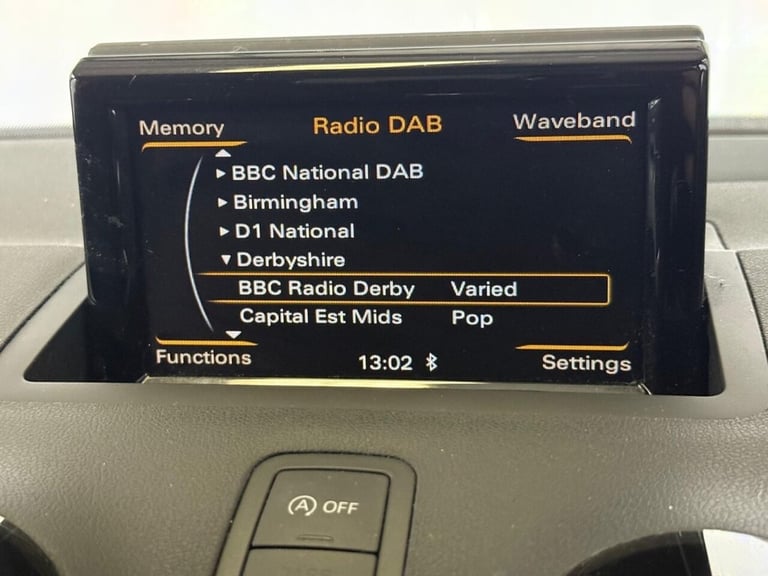 Memory Radio DAB Waveband
BBC National DAB
Birmingham
D1 National
Derbyshire
BBC Radio Derby Varied
Capital Est Mids Pop
Functions 13:02 Settings
A OFF